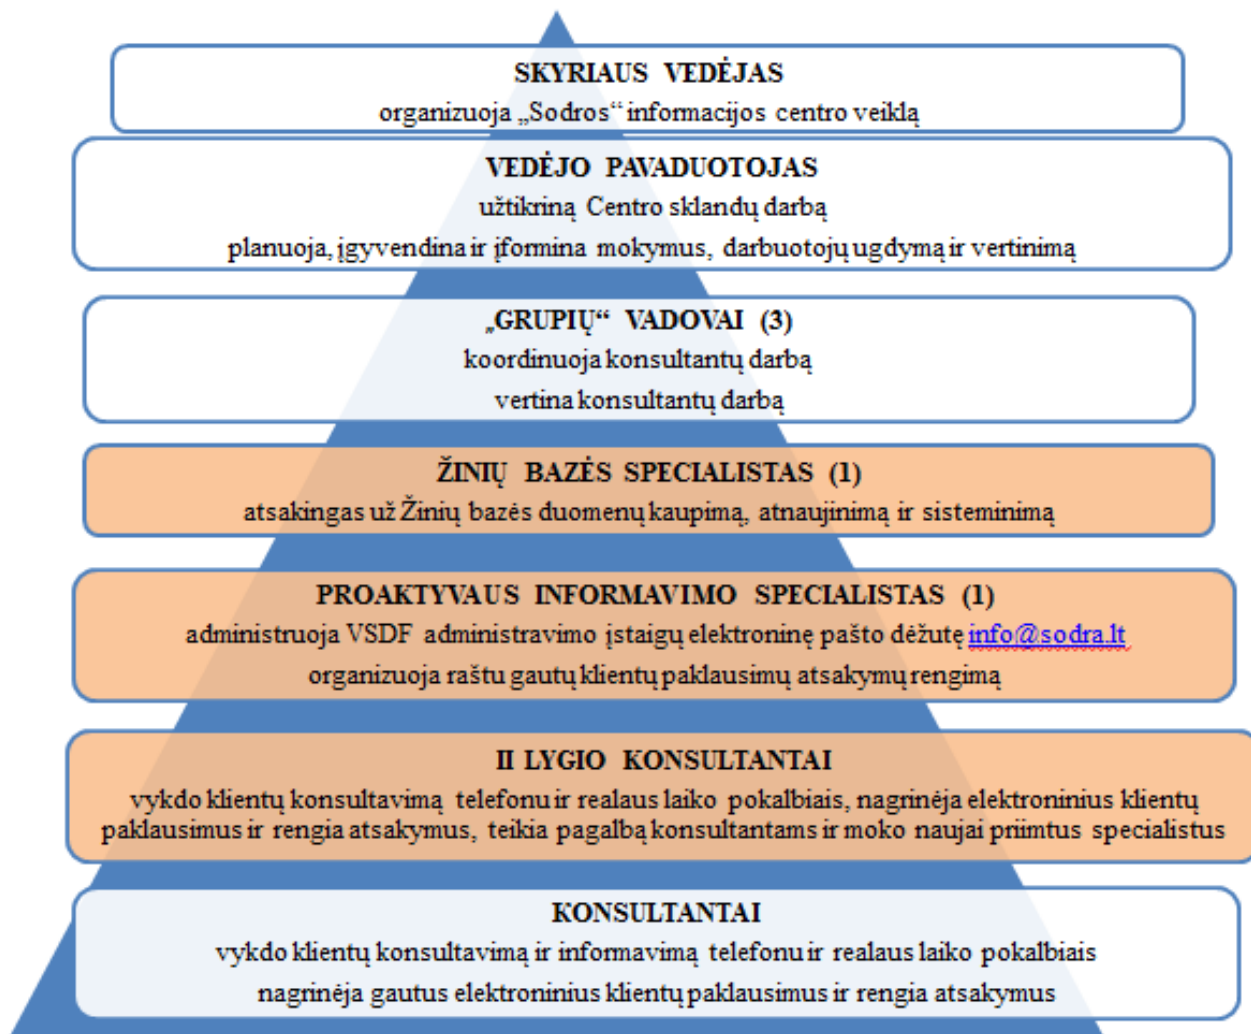 SKYRIAUS VEDĖJAS
organizuoja „Sodros“ informacijos centro veiklą
VEDĖJO PAVADUOTOJAS
užtikriną Centro sklandų darbą
planuoja, įgyvendina ir įformina mokymus, darbuotojų ugdymą ir vertinimą
„GRUPIŲ“ VADOVAI (3)
koordinuoja konsultantų darbą
vertina konsultantų darbą
ŽINIŲ BAZĖS SPECIALISTAS (1)
atsakingas už Žinių bazės duomenų kaupimą, atnaujinimą ir sisteminimą
PROAKTYVAUS INFORMAVIMO SPECIALISTAS (1)
administruoja VSDF administravimo įstaigų elektroninę pašto dėžutę info@sodra.lt
organizuoja raštu gautų klientų paklausimų atsakymų rengimą
II LYGIO KONSULTANTAI
vykdo klientų konsultavimą telefonu ir realaus laiko pokalbiais, nagrinėja elektroninius klientų
paklausimus ir rengia atsakymus, teikia pagalbą konsultantams ir moko naujai priimtus specialistus
KONSULTANTAI
vykdo klientų konsultavimą ir informavimą telefonu ir realaus laiko pokalbiais
nagrinėja gautus elektroninius klientų paklausimus ir rengia atsakymus